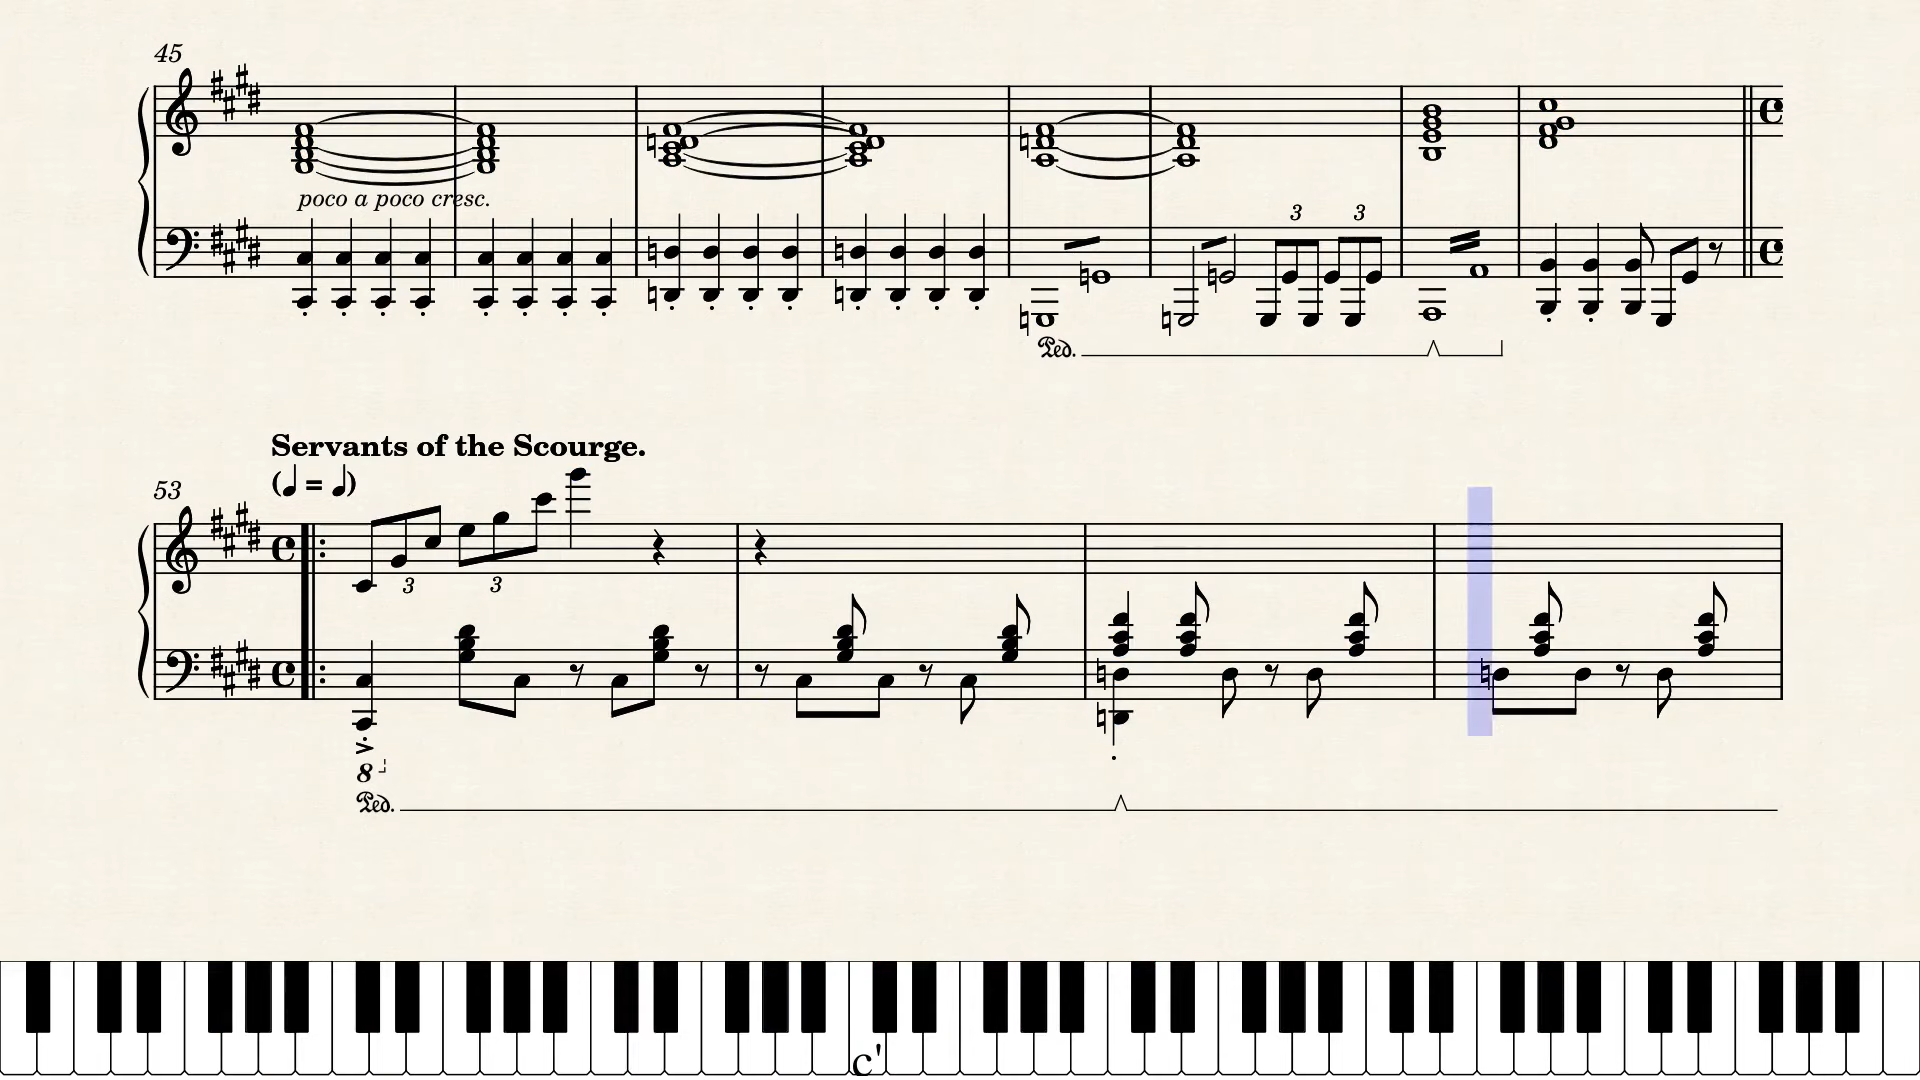 45
poco a poco cresc.
3 3
Ped.
Servants of the Scourge.
53 (♩ = ♩)
3 3
8
Ped.
c'